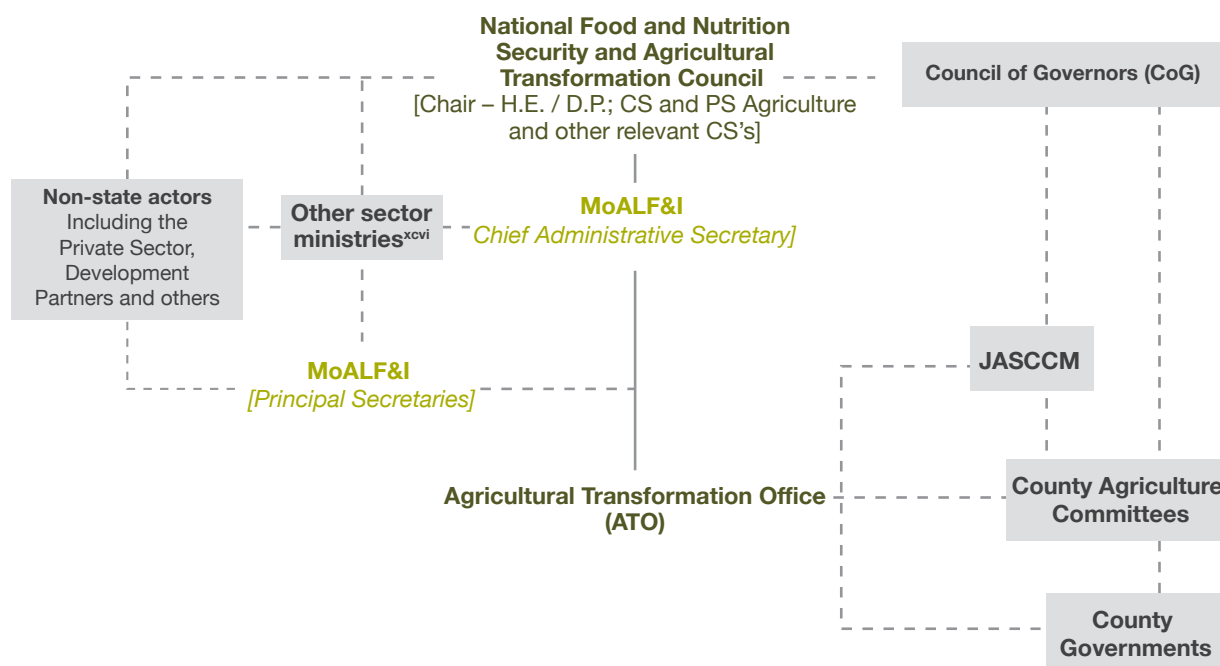 National Food and Nutrition
Security and Agricultural
Transformation Council
[Chair – H.E. / D.P.; CS and PS Agriculture
and other relevant CS's]
Council of Governors (CoG)
Non-state actors
Including the
Private Sector,
Development
Partners and others
Other sector
ministriesxcvi
MoALF&I
Chief Administrative Secretary]
MoALF&I
[Principal Secretaries]
JASCCM
Agricultural Transformation Office
(ATO)
County Agriculture
Committees
County
Governments